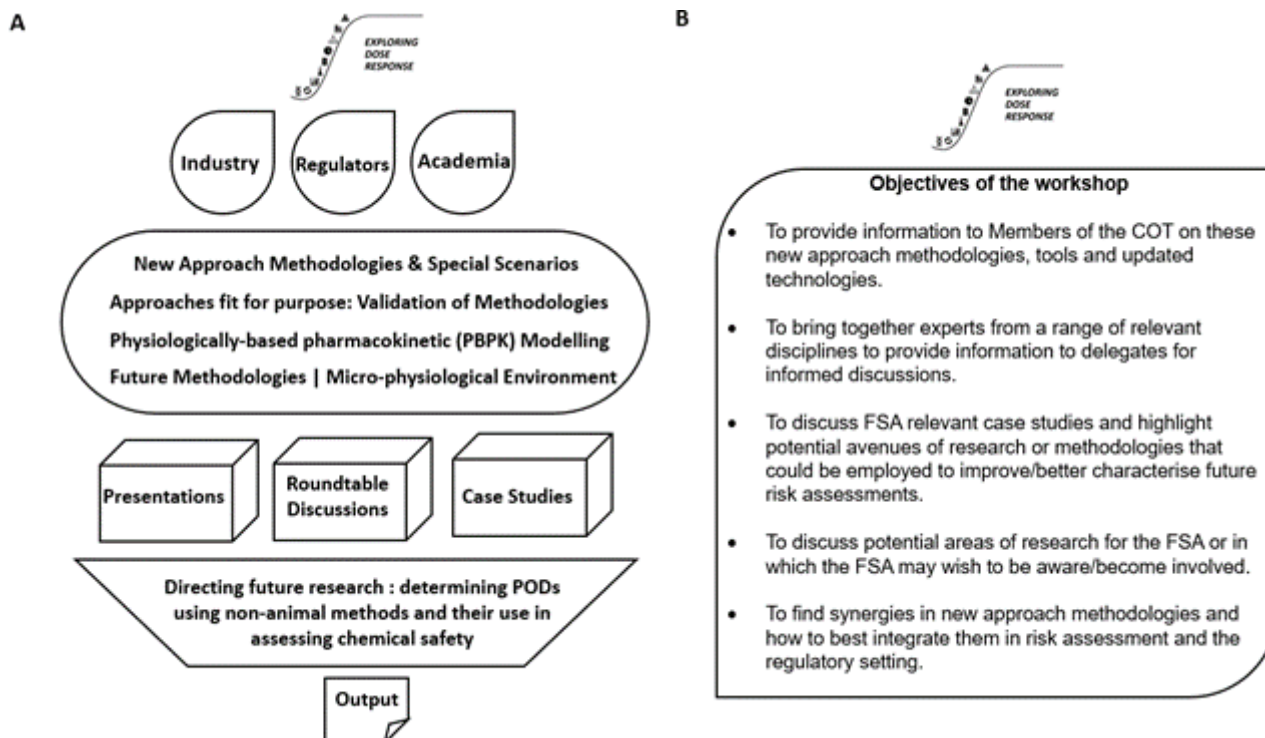 A
EXPLORING
DOSE
RESPONSE
Industry
Regulators
Academia
New Approach Methodologies & Special Scenarios
Approaches fit for purpose: Validation of Methodologies
Physiologically-based pharmacokinetic (PBPK) Modelling
Future Methodologies | Micro-physiological Environment
Presentations
Roundtable
Discussions
Case Studies
Directing future research : determining PODs
using non-animal methods and their use in
assessing chemical safety
Output
B
EXPLORING
DOSE
RESPONSE
Objectives of the workshop
• To provide information to Members of the COT on these
new approach methodologies, tools and updated
technologies.
• To bring together experts from a range of relevant
disciplines to provide information to delegates for
informed discussions.
• To discuss FSA relevant case studies and highlight
potential avenues of research or methodologies that
could be employed to improve/better characterise future
risk assessments.
• To discuss potential areas of research for the FSA or in
which the FSA may wish to be aware/become involved.
• To find synergies in new approach methodologies and
how to best integrate them in risk assessment and the
regulatory setting.